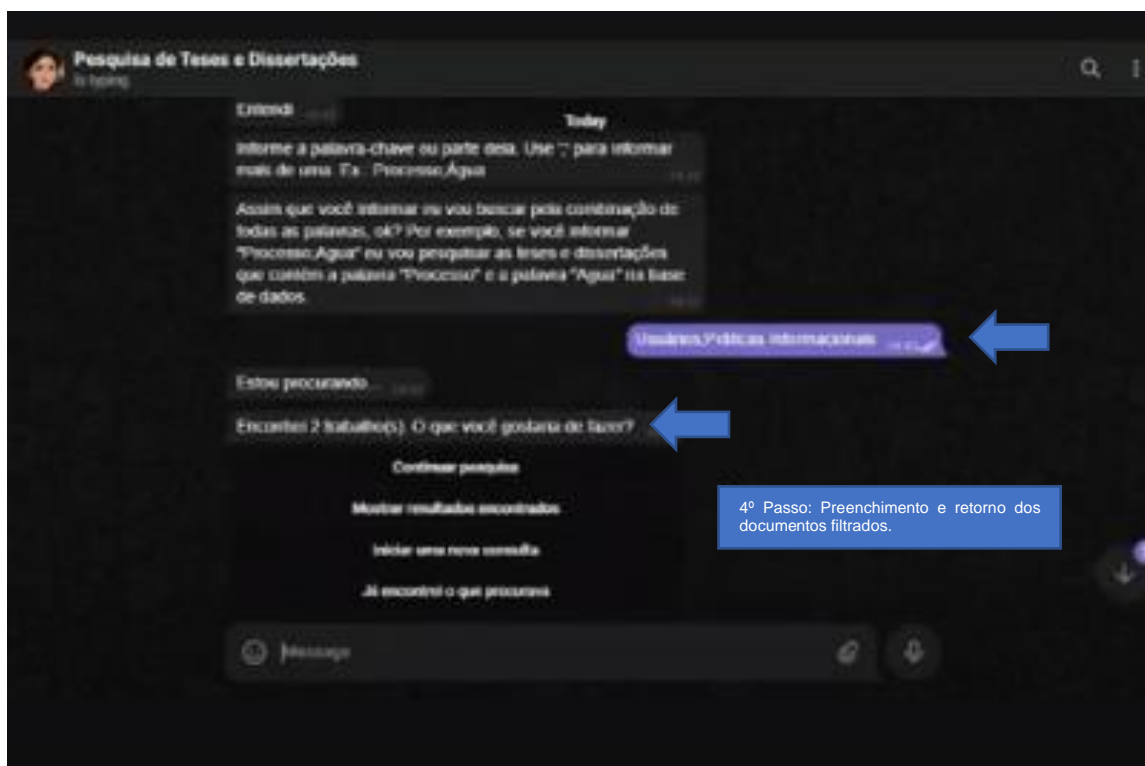 Pesquisa de Teses e Dissertações
is typing
Entendi
Today
Informe a palavra-chave ou parte dela. Use ";" para informar
mais de uma. Ex.: Processo;Água
Assim que você informar eu vou buscar pela combinação de
todas as palavras, ok? Por exemplo, se você informar
"Processo;Agua" eu vou pesquisar as teses e dissertações
que contém a palavra "Processo" e a palavra "Agua" na base
de dados.
Usuários;Políticas informacionais
Estou procurando...
Encontrei 2 trabalho(s). O que você gostaria de fazer?
Continuar pesquisa
Mostrar resultados encontrados
4º Passo: Preenchimento e retorno dos
documentos filtrados.
Iniciar uma nova consulta
Já encontrei o que procurava
Message